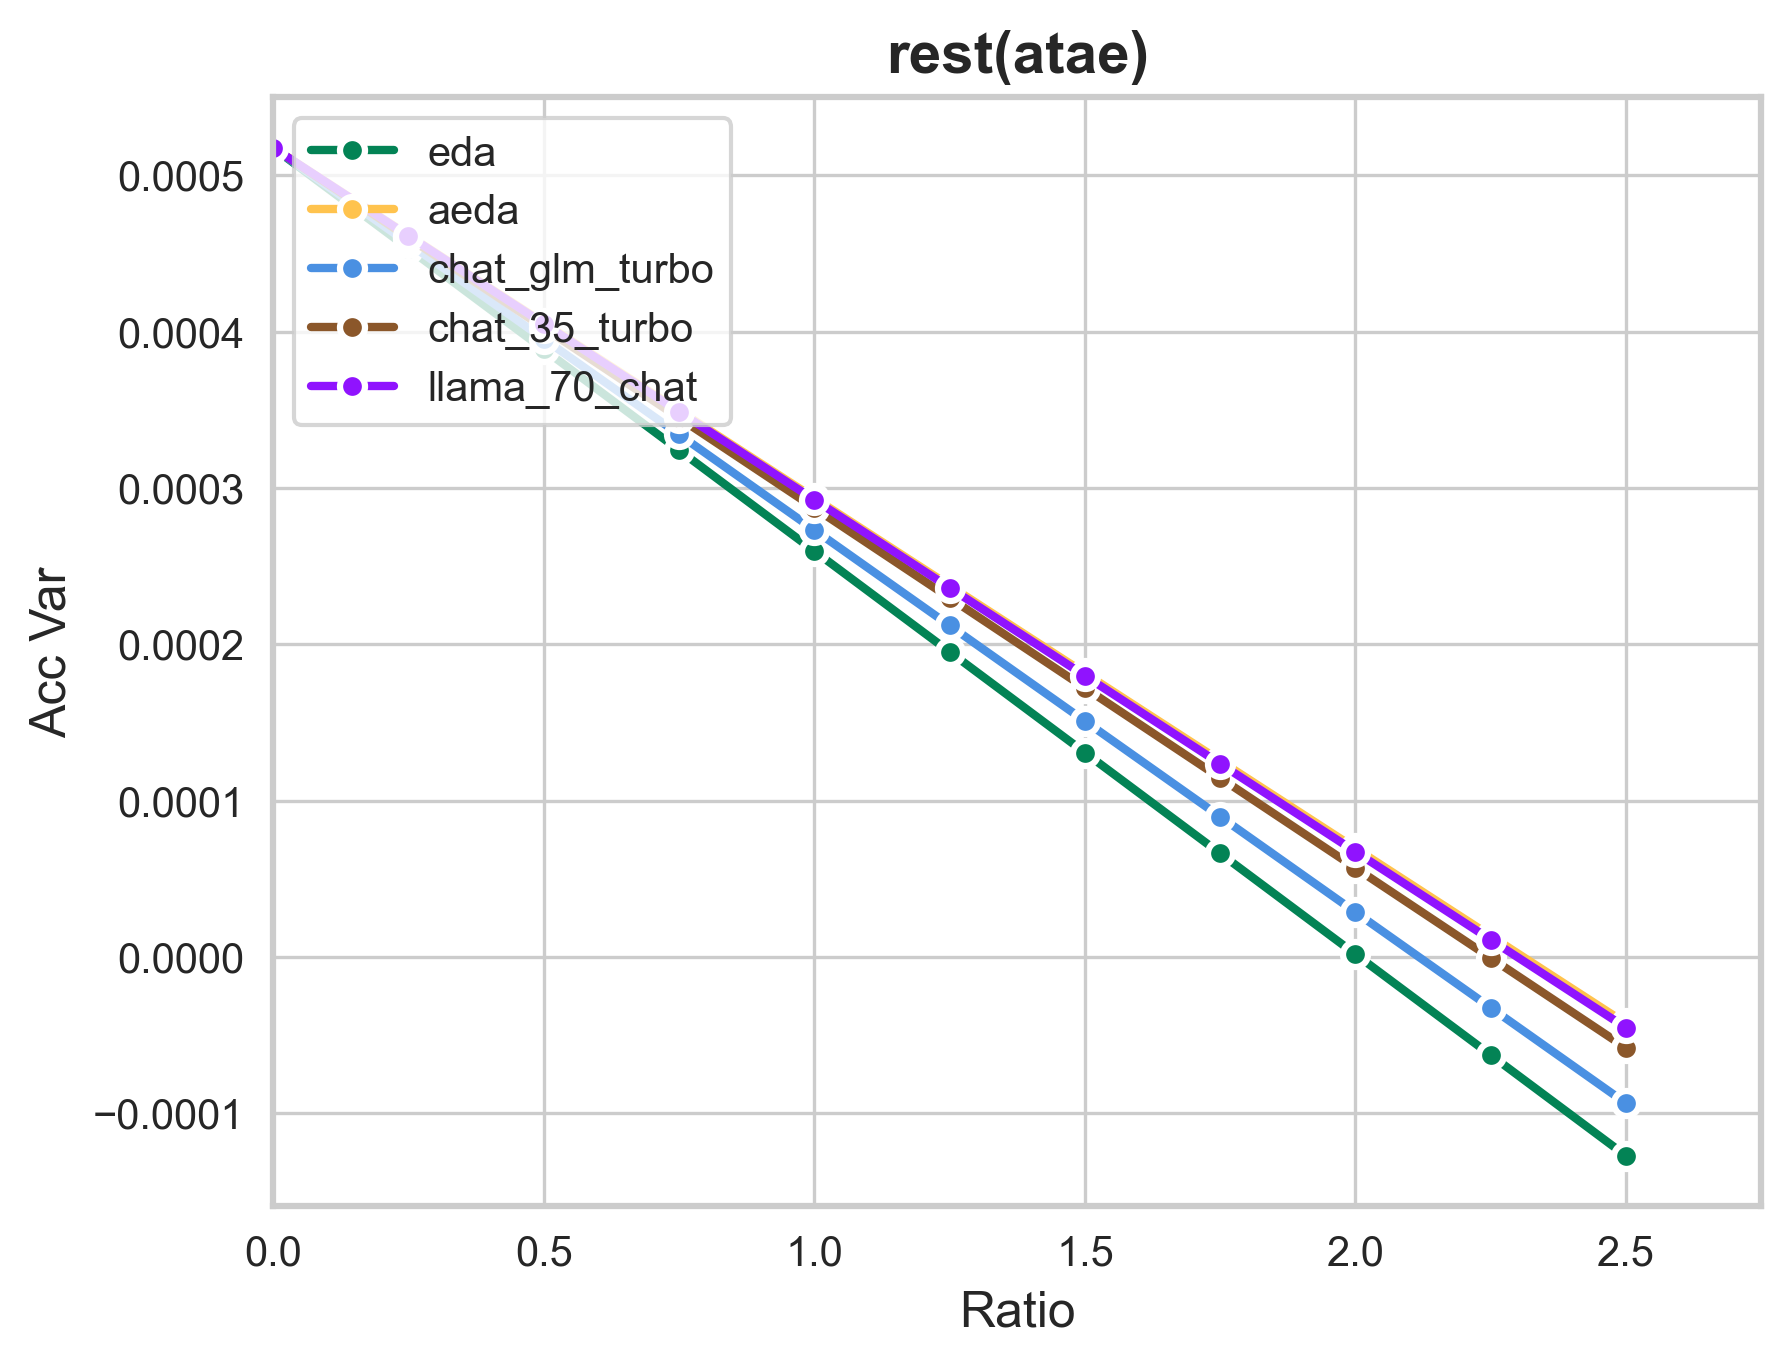 rest(atae)
eda
aeda
chat_glm_turbo
chat_35_turbo
llama_70_chat
0.0005
0.0004
0.0003
0.0002
0.0001
0.0000
−0.0001
Acc Var
0.0 0.5 1.0 1.5 2.0 2.5
Ratio